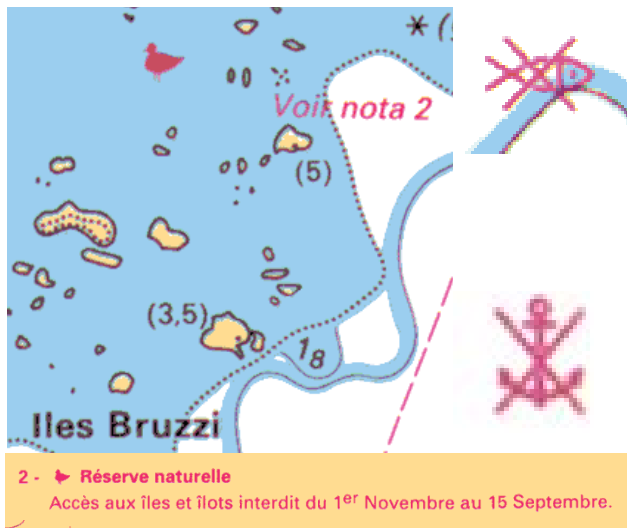 (
Voir nota 2
(5)
(3,5)
1₈
Iles Bruzzi
2 - Réserve naturelle
Accès aux îles et îlots interdit du 1er Novembre au 15 Septembre.